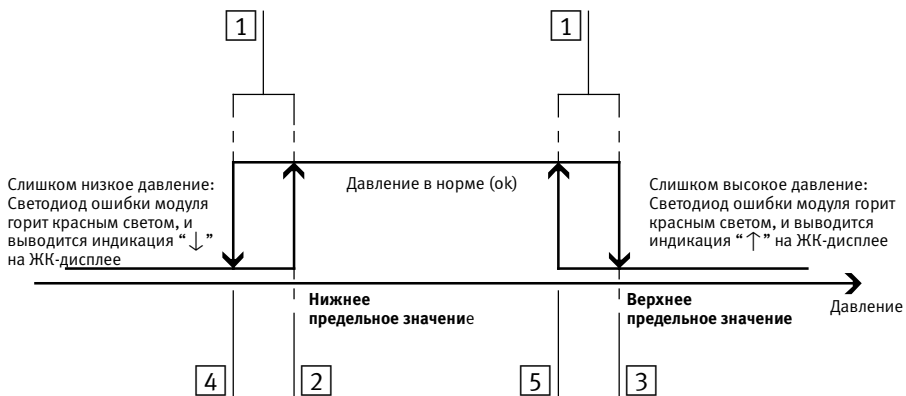 1
1
Слишком низкое давление:
Светодиод ошибки модуля
горит красным светом, и
выводится индикация “↓”
на ЖК-дисплее
Давление в норме (ok)
Слишком высокое давление:
Светодиод ошибки модуля горит
красным светом, и выводится
индикация “↑” на ЖК-дисплее
Нижнее
предельное значение
Верхнее
предельное значение
Давление
4
2
5
3